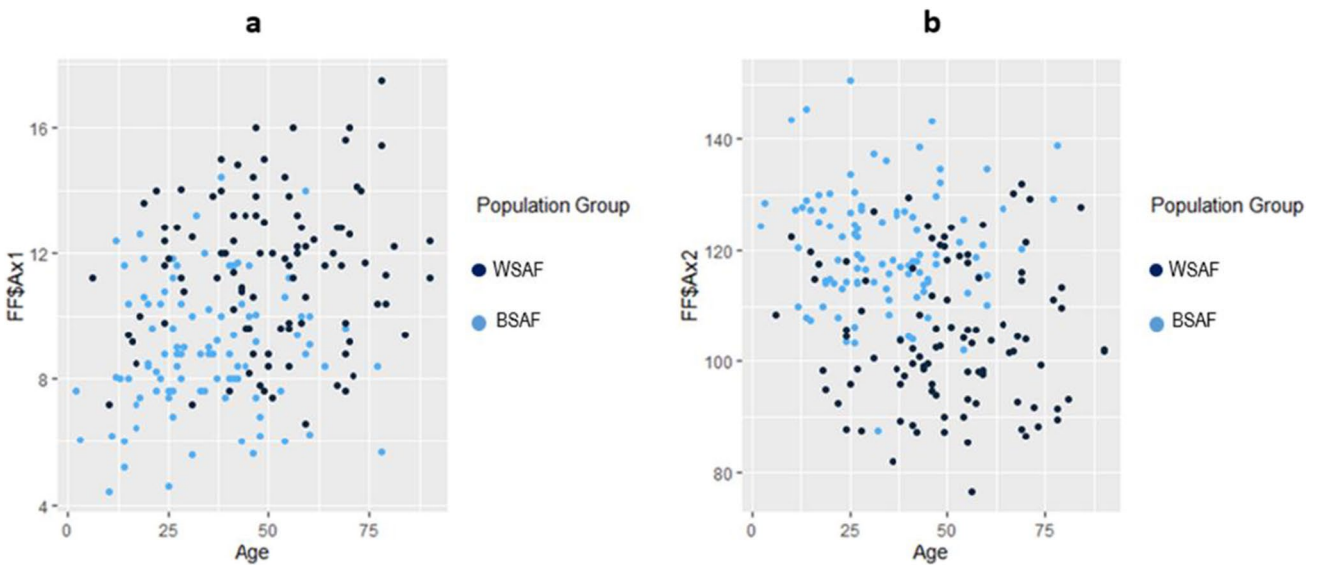 a
b
FF$Ax1
16
12
8
4
0 25 50 75
Age
Population Group
WSAF
BSAF
FF$Ax2
140
120
100
80
0 25 50 75
Age
Population Group
WSAF
BSAF